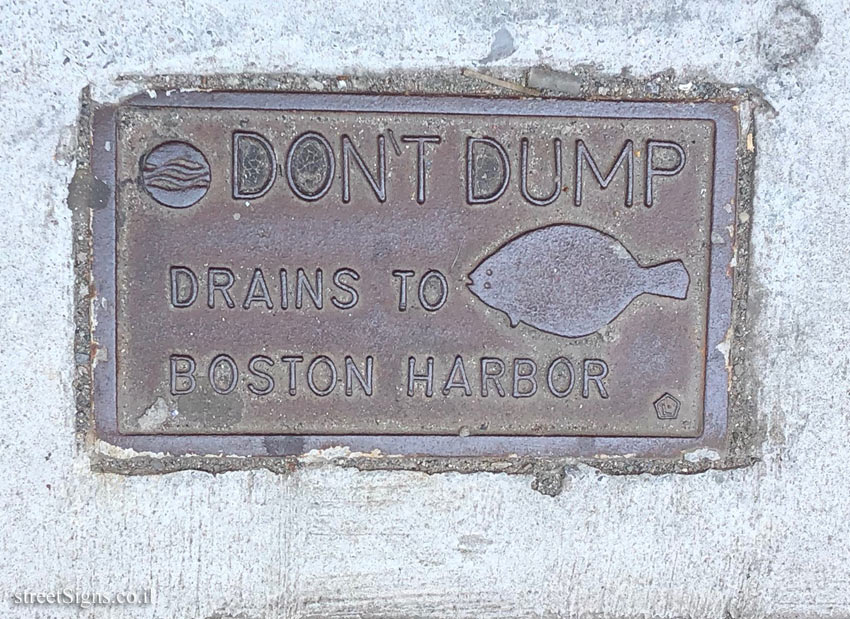 DON'T DUMP
DRAINS TO
BOSTON HARBOR
streetSigns.co.il